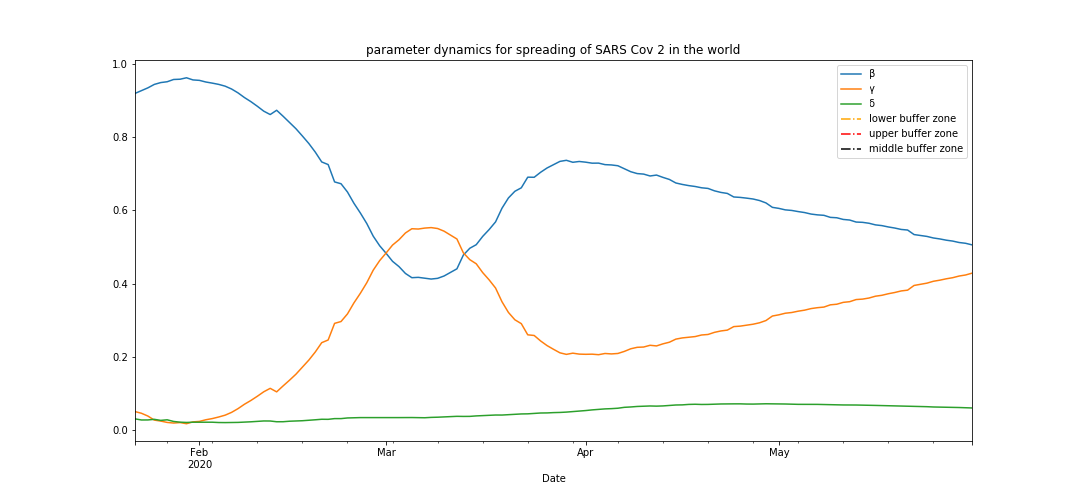 parameter dynamics for spreading of SARS Cov 2 in the world
1.0
0.8
0.6
0.4
0.2
0.0
β
γ
δ
lower buffer zone
upper buffer zone
middle buffer zone
Feb
2020
Mar
Apr
May
Date